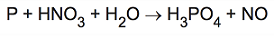 P + HNO₃ + H₂O → H₃PO₄ + NO